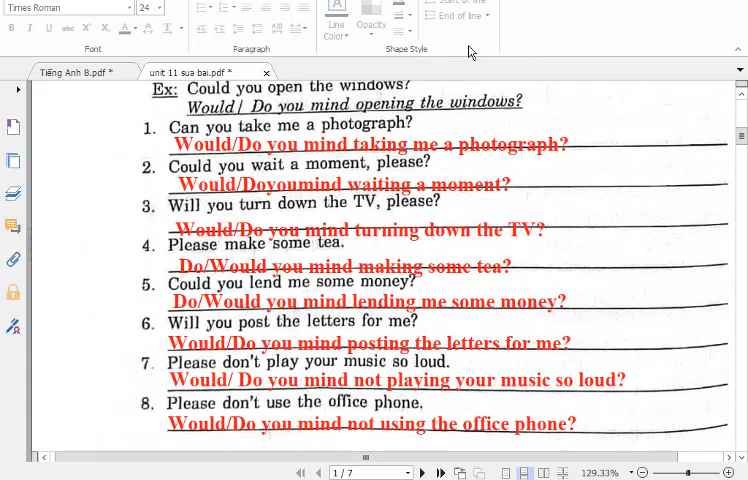 Times Roman 24 Start of line
B I U abc X² X₂ A Line Color Opacity End of line
Font Paragraph Shape Style
Tiếng Anh 8.pdf * unit 11 sua bai.pdf *
Ex: Could you open the windows?
Would/ Do you mind opening the windows?
1. Can you take me a photograph?
Would/Do you mind taking me a photograph?
2. Could you wait a moment, please?
Would/Doyoumind waiting a moment?
3. Will you turn down the TV, please?
Would/Do you mind turning down the TV?
4. Please make some tea.
Do/Would you mind making some tea?
5. Could you lend me some money?
Do/Would you mind lending me some money?
6. Will you post the letters for me?
Would/Do you mind posting the letters for me?
7. Please don't play your music so loud.
Would/ Do you mind not playing your music so loud?
8. Please don't use the office phone.
Would/Do you mind not using the office phone?
1 / 7 129.33%